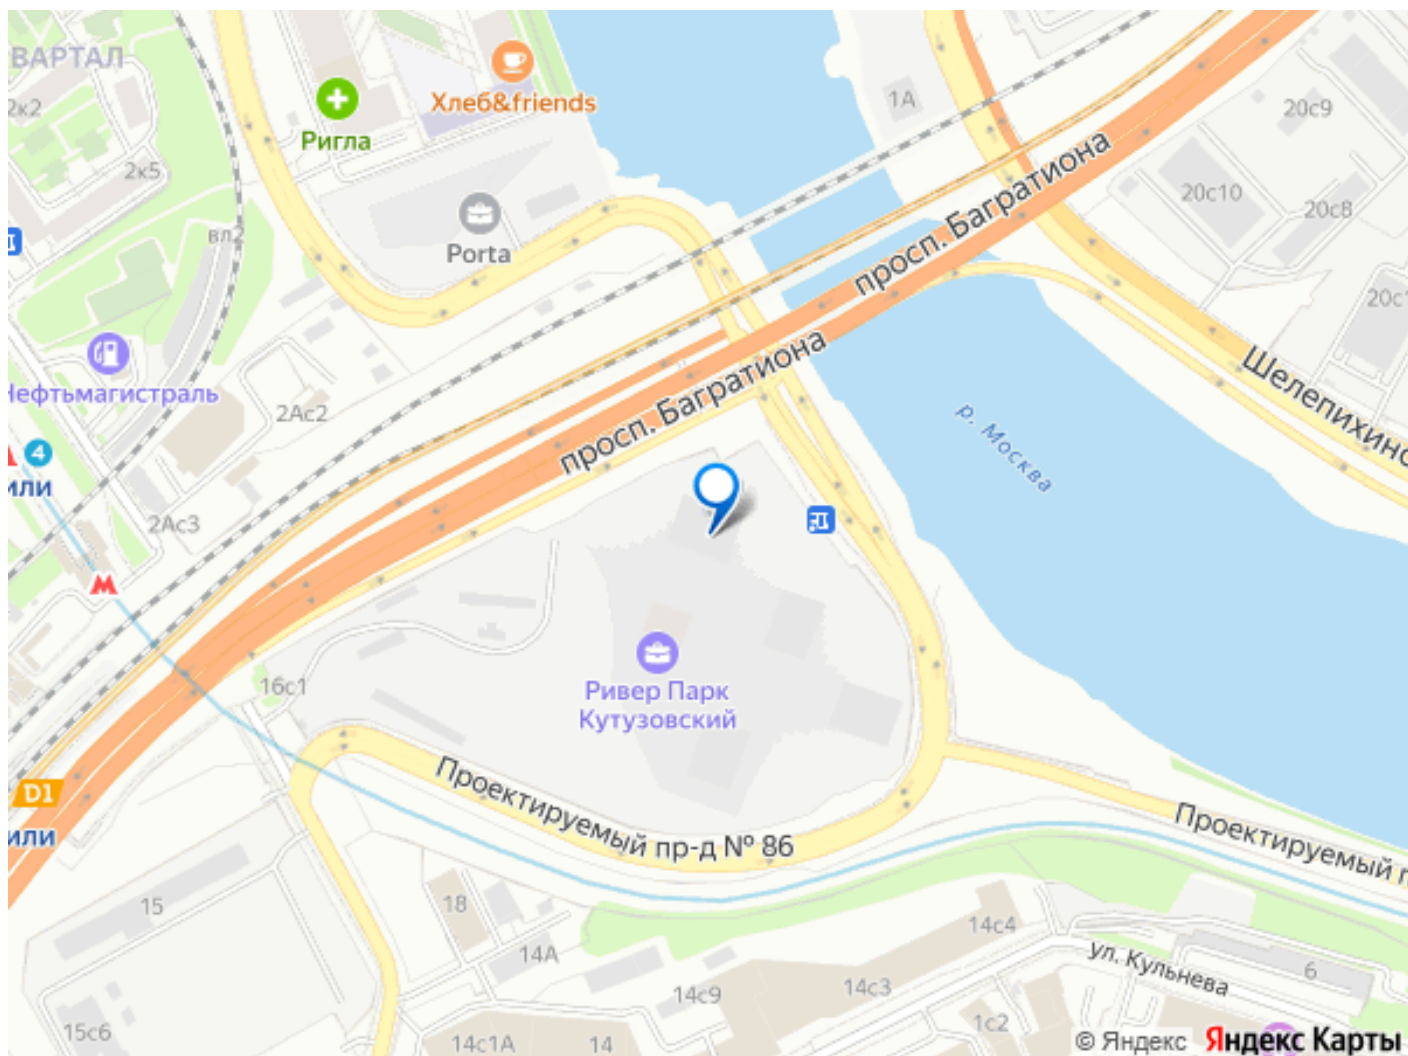 ВАРТАЛ
2к2
Хлеб&friends
1А
20с9
Ригла
2к5
20с10
20с8
просп. Багратиона
вл2
Porta
20с1
Нефтьмагистраль
2Ас2
просп. Багратиона
Шелепихинс
р. Москва
4
или
2Ас3
М
16с1
Ривер Парк
Кутузовский
D1
или
Проектируемый пр-д № 86
Проектируемый п
15
18
14А
14с4
ул. Кульнева
6
14с9
14с3
15с6
14с1А
14
1с2
© Яндекс Яндекс Карты